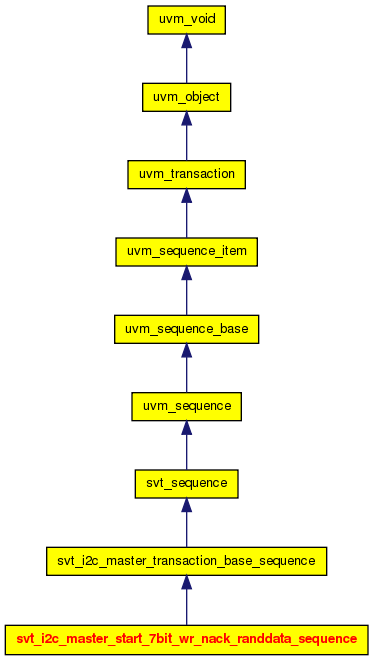 uvm_void
uvm_object
uvm_transaction
uvm_sequence_item
uvm_sequence_base
uvm_sequence
svt_sequence
svt_i2c_master_transaction_base_sequence
svt_i2c_master_start_7bit_wr_nack_randdata_sequence